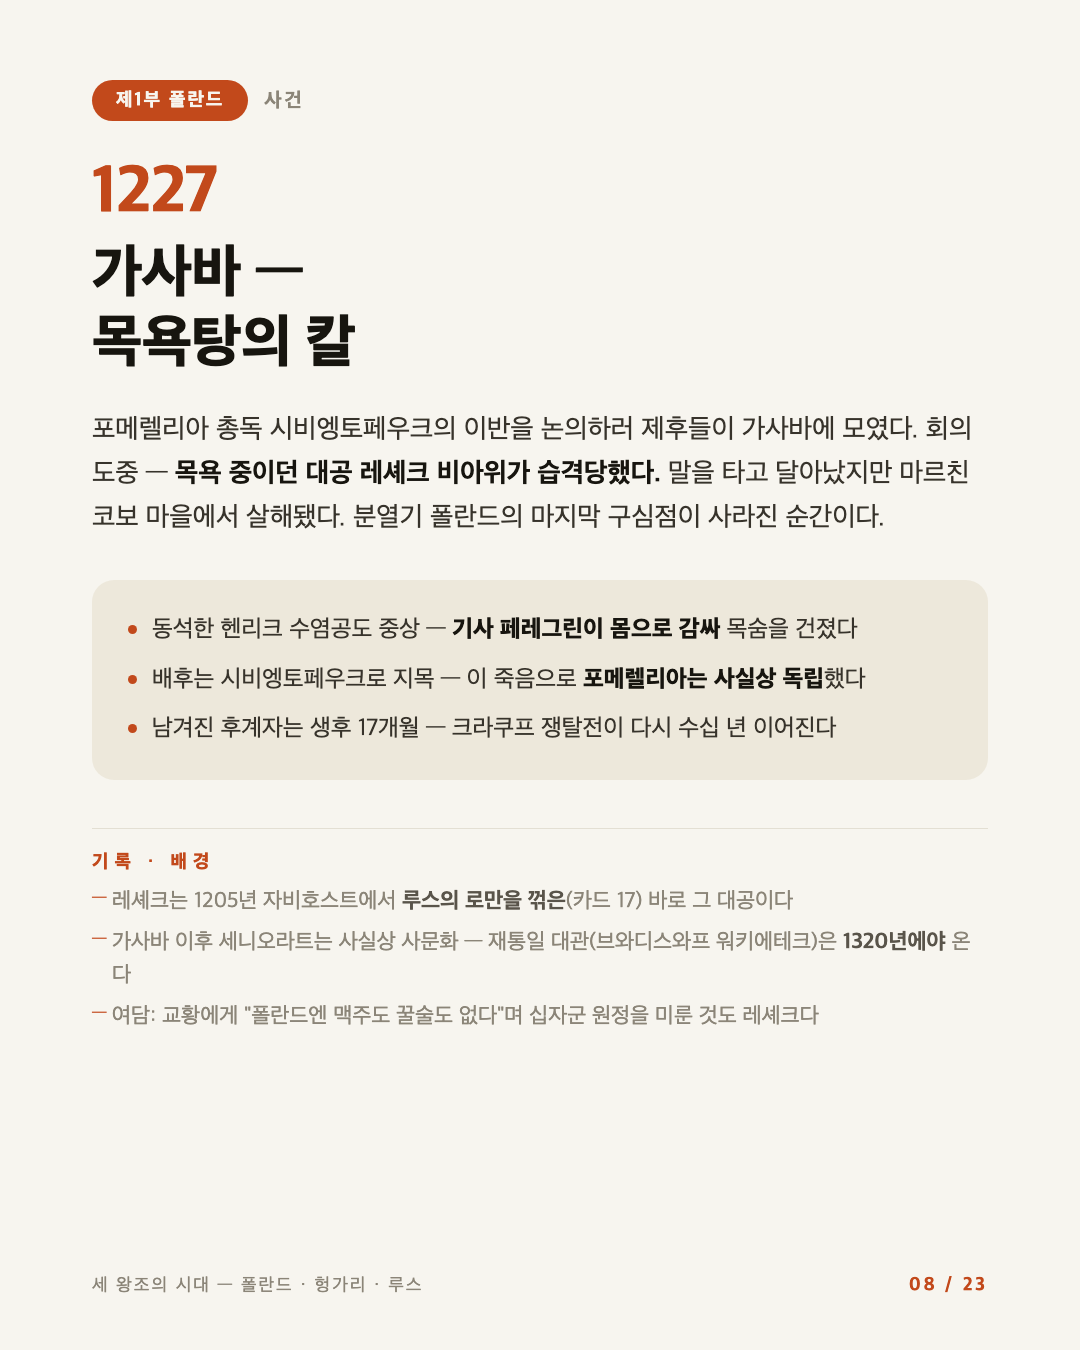 제1부 폴란드 사건
1227
가사바 —
목욕탕의 칼
포메렐리아 총독 시비엥토페우크의 이반을 논의하러 제후들이 가사바에 모였다. 회의
도중 — 목욕 중이던 대공 레셰크 비아위가 습격당했다. 말을 타고 달아났지만 마르친
코보 마을에서 살해됐다. 분열기 폴란드의 마지막 구심점이 사라진 순간이다.
• 동석한 헨리크 수염공도 중상 — 기사 페레그린이 몸으로 감싸 목숨을 건졌다
• 배후는 시비엥토페우크로 지목 — 이 죽음으로 포메렐리아는 사실상 독립했다
• 남겨진 후계자는 생후 17개월 — 크라쿠프 쟁탈전이 다시 수십 년 이어진다
기록 · 배경
— 레셰크는 1205년 자비호스트에서 루스의 로만을 꺾은(카드 17) 바로 그 대공이다
— 가사바 이후 세니오라트는 사실상 사문화 — 재통일 대관(브와디스와프 워키에테크)은 1320년에야 온
다
— 여담: 교황에게 "폴란드엔 맥주도 꿀술도 없다"며 십자군 원정을 미룬 것도 레셰크다
세 왕조의 시대 — 폴란드 · 헝가리 · 루스
08 / 23